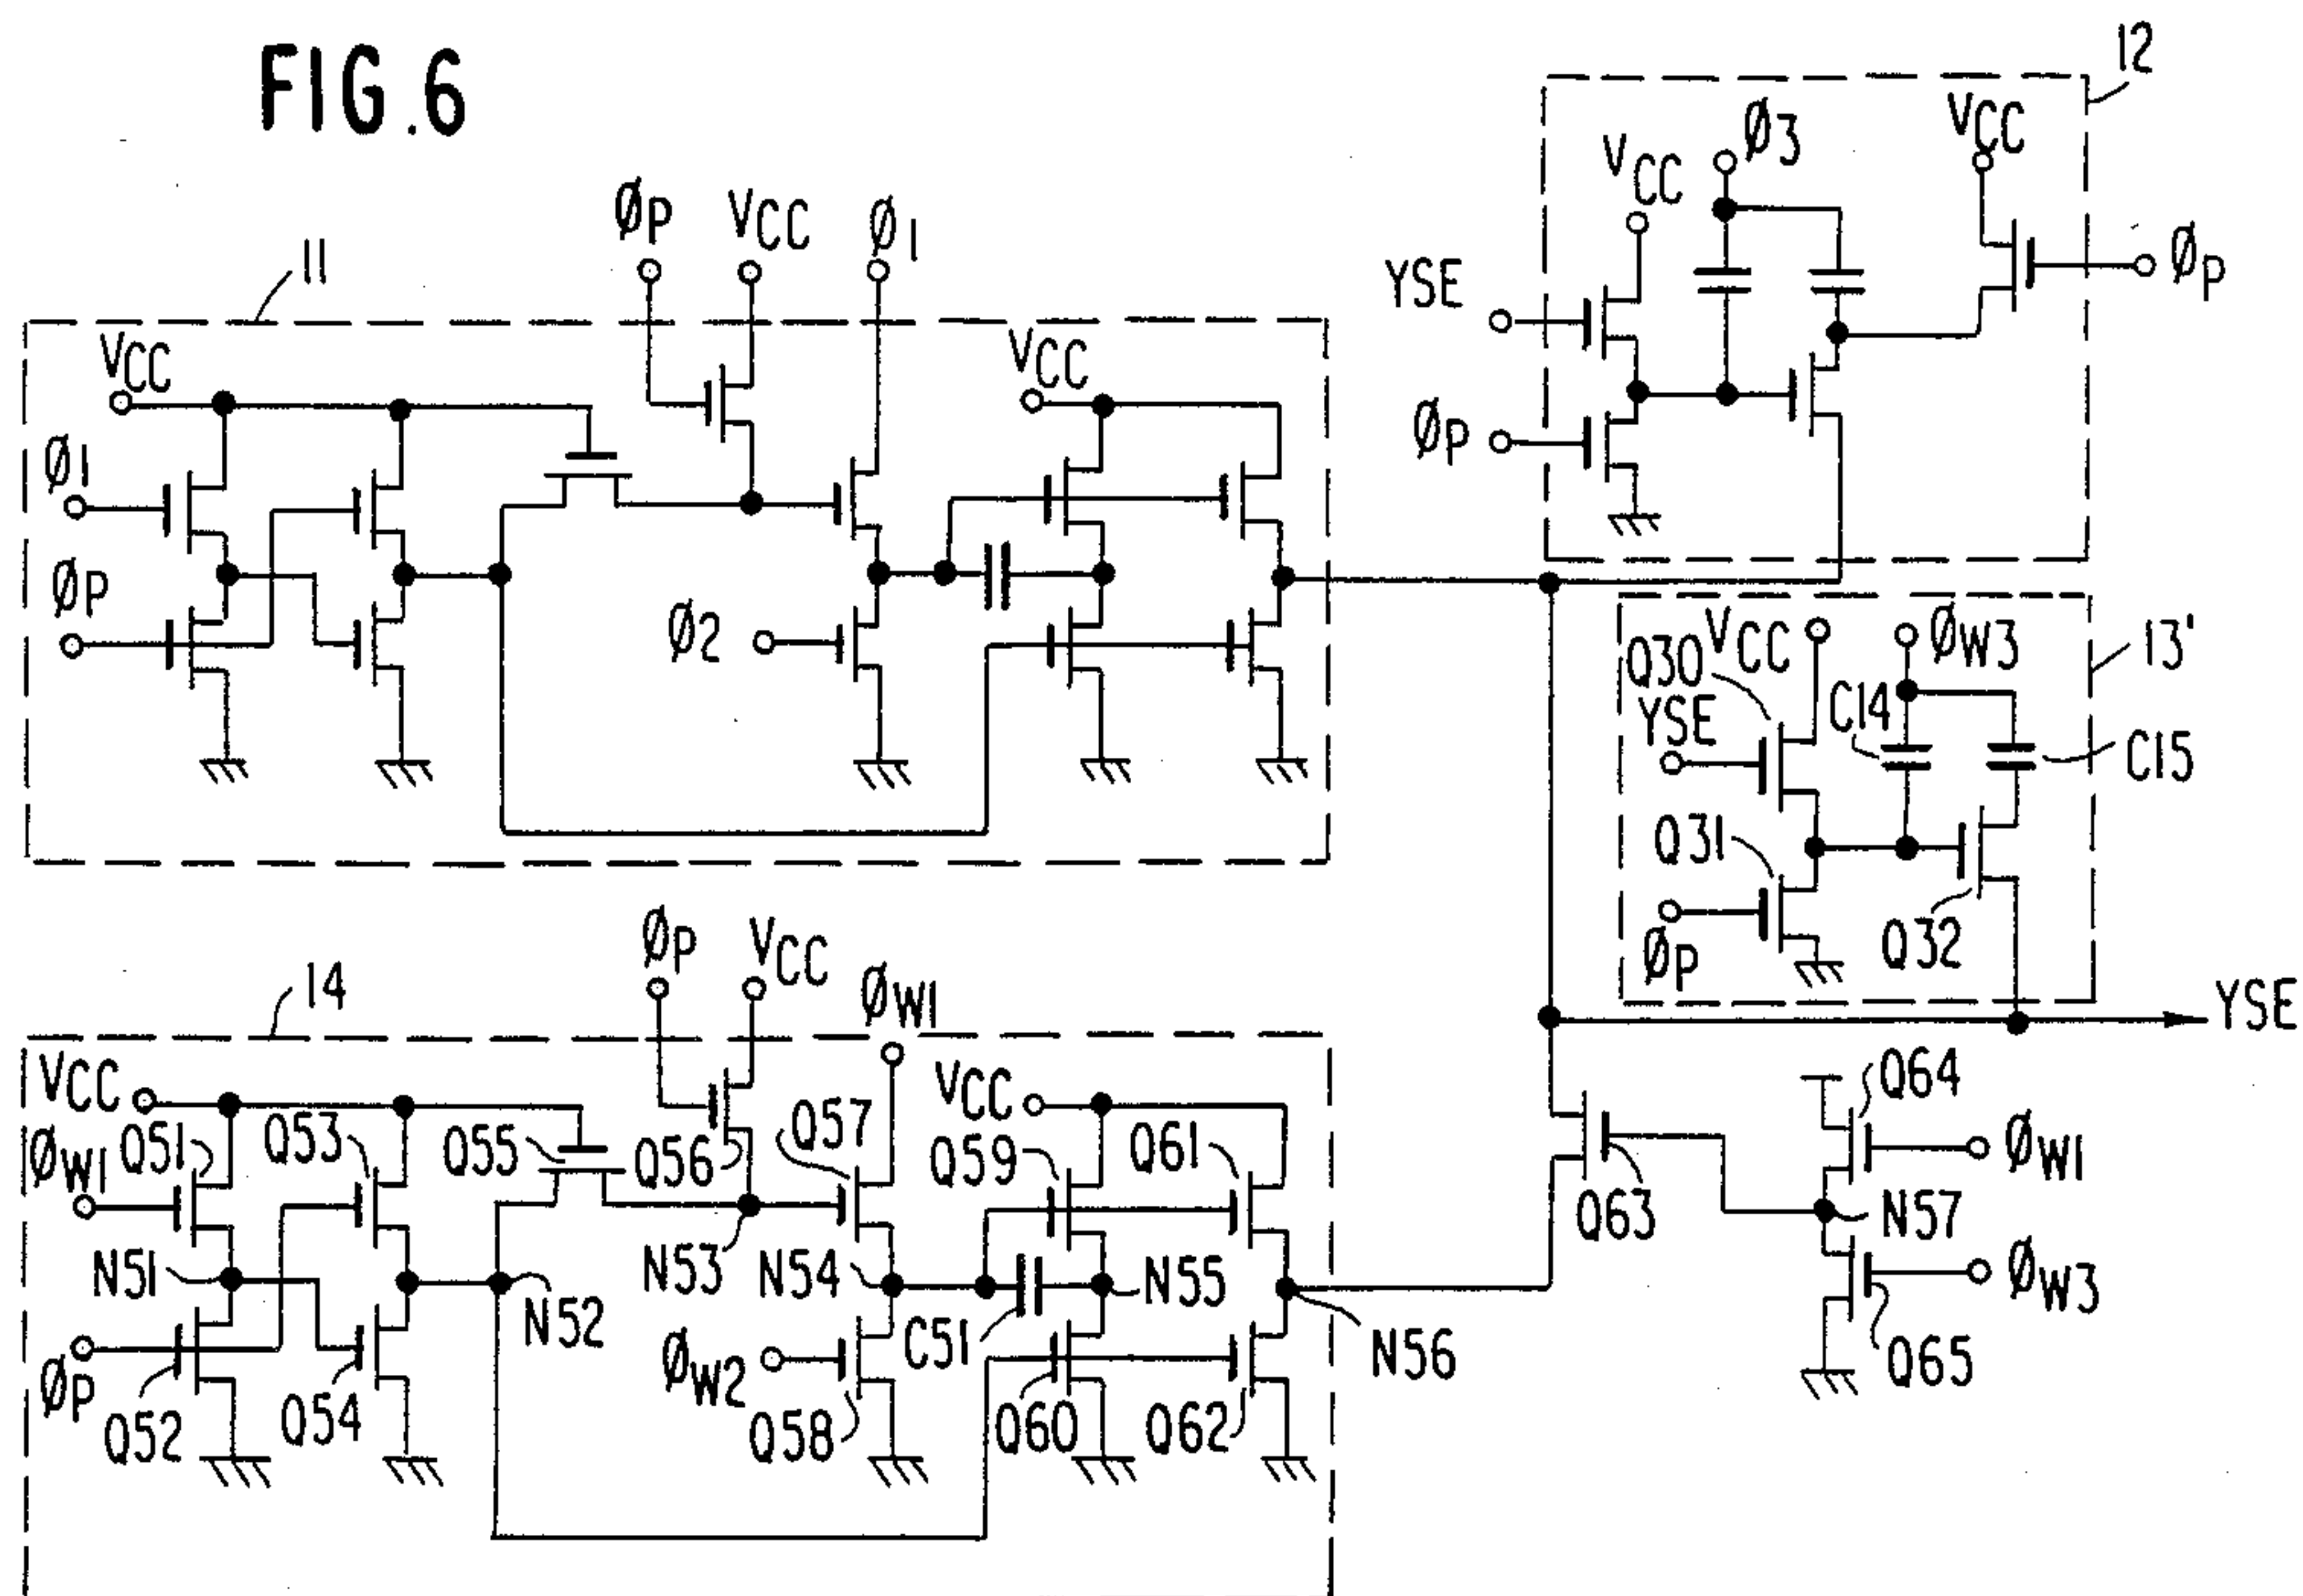 FIG.6
12
VCC
Ø3
VCC
YSE
ØP
ØP
11
ØP
VCC
Ø1
VCC
VCC
Ø1
ØP
Ø2
13'
Q30
VCC
ØW3
YSE
C14
C15
Q31
ØP
Q32
YSE
14
ØP
VCC
ØW1
VCC
ØW1
Q51
Q53
Q55
Q56
Q57
VCC
Q59
Q61
N51
N52
N53
N54
N55
C51
ØP
Q52
Q54
ØW2
Q58
Q60
Q62
N56
Q63
Q64
ØW1
N57
ØW3
Q65